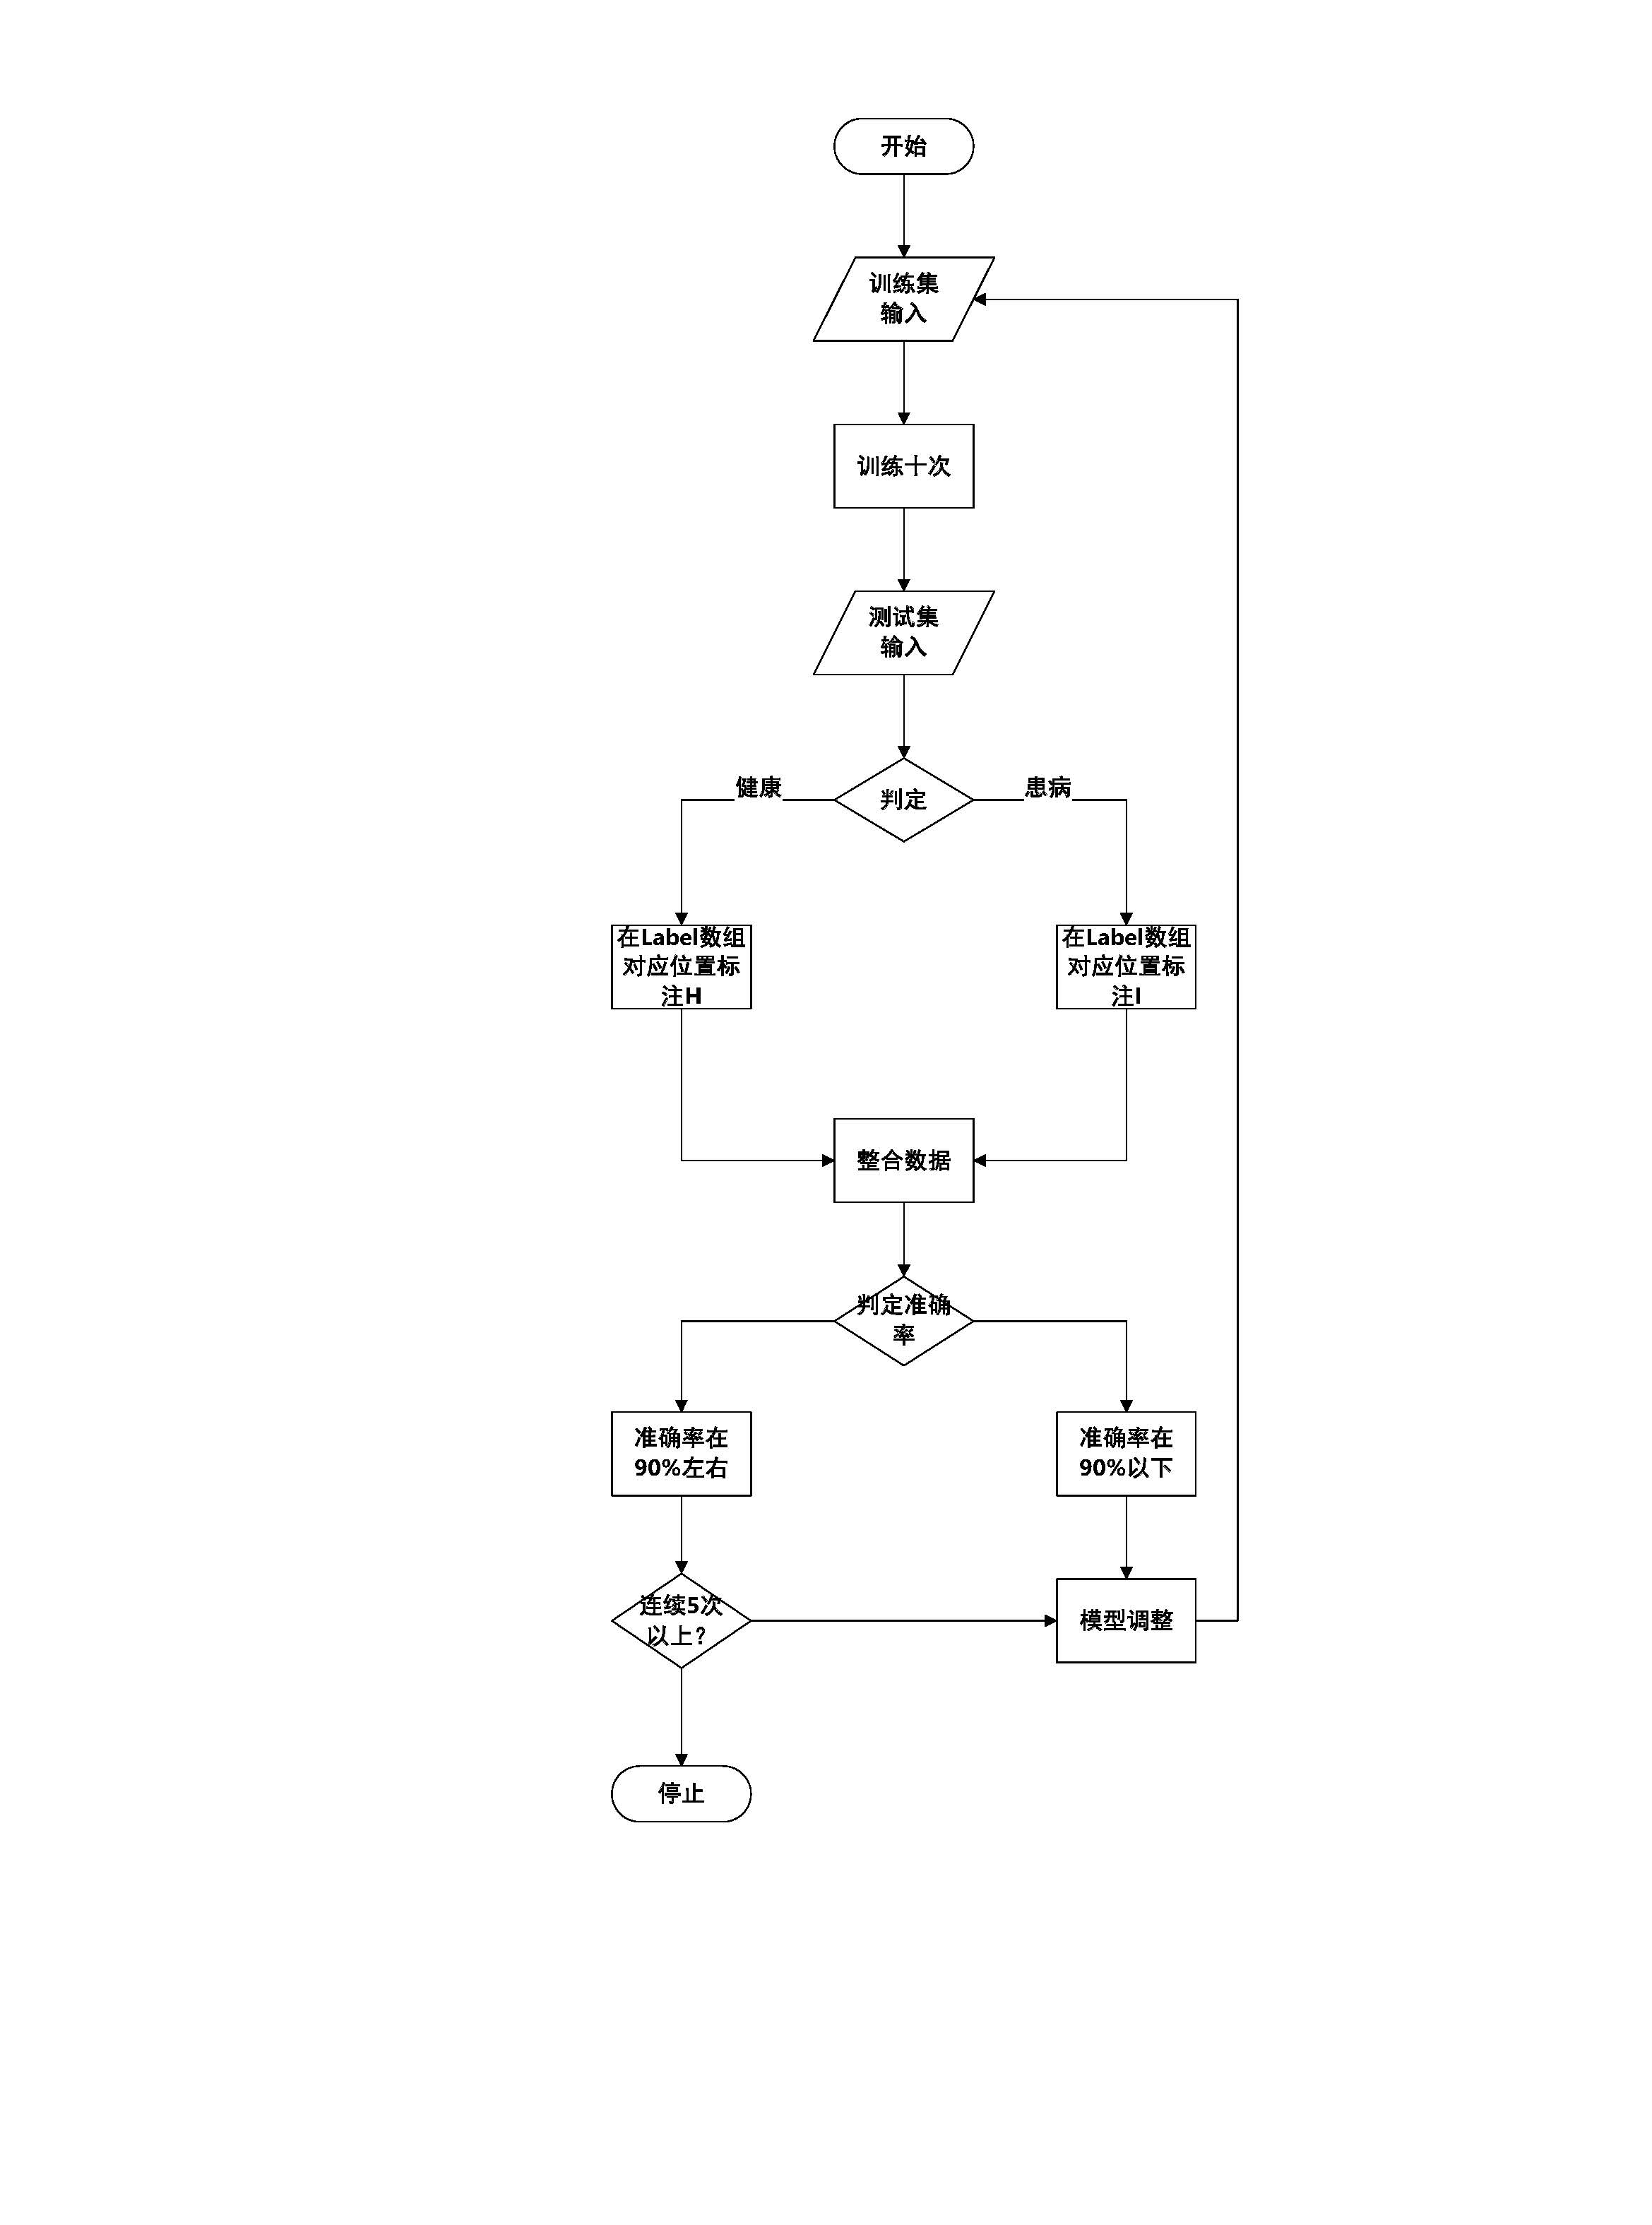 开始
训练集
输入
训练十次
测试集
输入
健康
判定
患病
在Label数组
对应位置标
注H
在Label数组
对应位置标
注I
整合数据
判定准确
率
准确率在
90%左右
准确率在
90%以下
连续5次
以上?
模型调整
停止